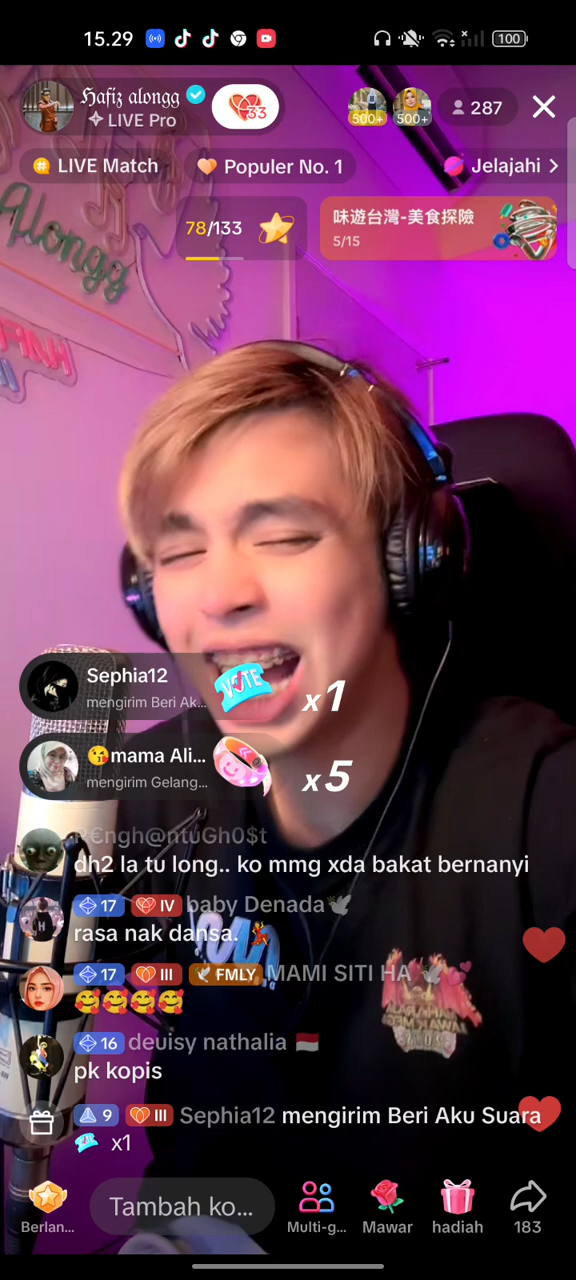 15.29
100
Hafiz alongg
LIVE Pro
33
500+
500+
287
LIVE Match
Populer No. 1
Jelajahi
78/133
味遊台灣-美食探險
5/15
Alongg
Sephia12
mengirim Beri Ak...
VOTE
x1
😘mama Ali...
mengirim Gelang...
x5
dh2 la tu long.. ko mmg xda bakat bernanyi
17 IV baby Denada🕊
rasa nak dansa.💃
17 III FMLY MAMI SITI HA 🕊💕
🥰🥰🥰🥰
16 deuisy nathalia 🇮🇩
pk kopis
9 III Sephia12 mengirim Beri Aku Suara
x1
Berlan...
Tambah ko...
Multi-g...
Mawar
hadiah
183